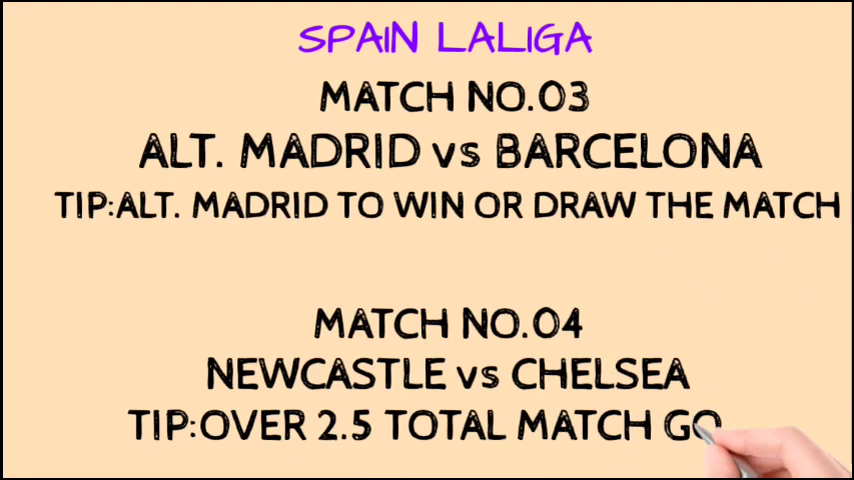 SPAIN LALIGA
MATCH NO.03
ALT. MADRID vs BARCELONA
TIP:ALT. MADRID TO WIN OR DRAW THE MATCH
MATCH NO.04
NEWCASTLE vs CHELSEA
TIP:OVER 2.5 TOTAL MATCH GO